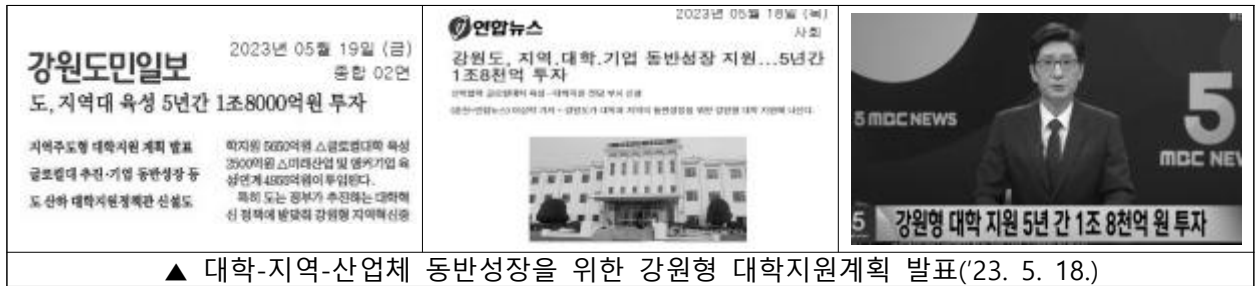 강원도민일보
2023년 05월 19일 (금)
종합 02면
도, 지역대 육성 5년간 1조8000억원 투자
지역주도형 대학지원 계획 발표
글로컬대 추진·기업 동반성장 등
도 산하 대학지원정책관 신설도
학지원 5650억원 △글로컬대학 육성
3500억원 △미래산업 및 앵커기업 육
성연계 4955억원이 투입된다.
특히 도는 정부가 추진하는 대학혁
신 정책에 발맞춰 강원형 지역혁신중
연합뉴스
2023년 05월 18일 (목)
사회
강원도, 지역.대학.기업 동반성장 지원...5년간
1조8천억 투자
5 MBC NEWS
5
MBC NEW
5
강원형 대학 지원 5년 간 1조 8천억 원 투자
▲ 대학-지역-산업체 동반성장을 위한 강원형 대학지원계획 발표('23. 5. 18.)